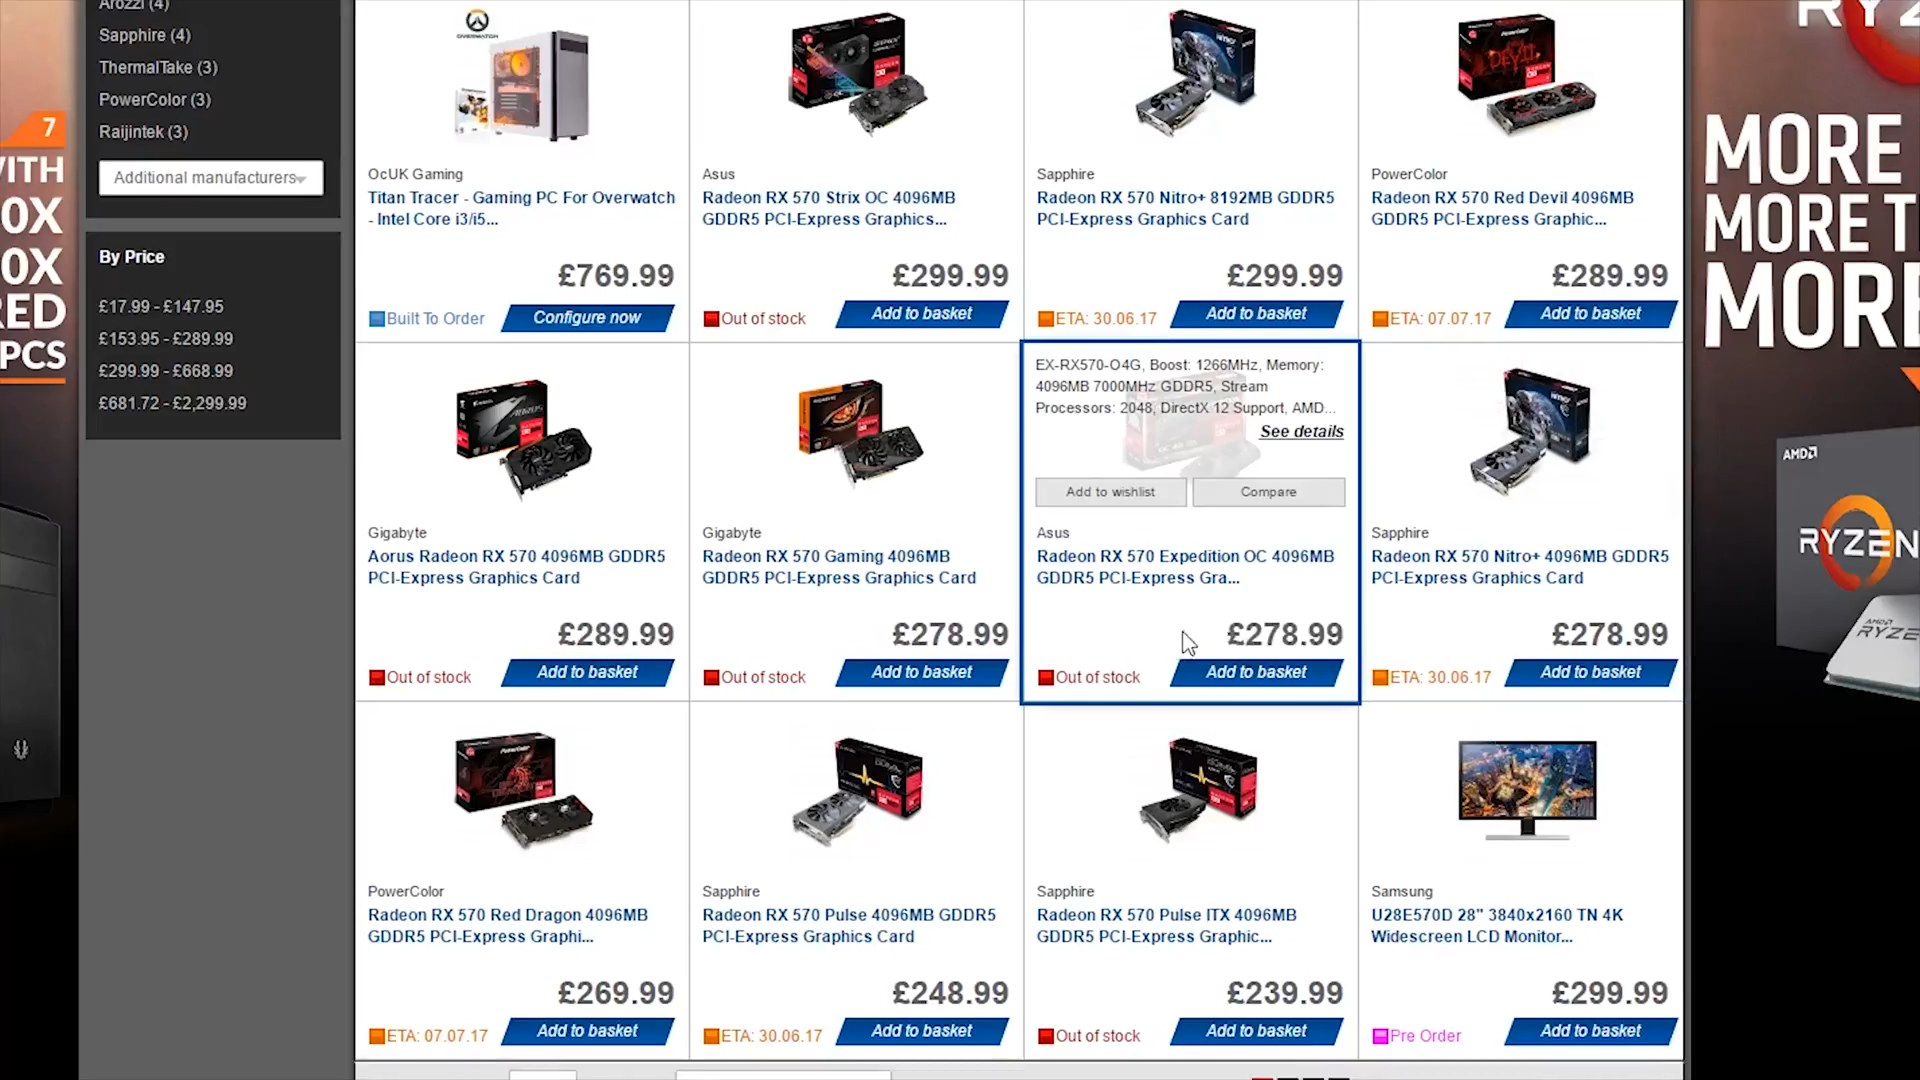 Arozzi (4)
Sapphire (4)
ThermalTake (3)
PowerColor (3)
Raijintek (3)
Additional manufacturers
By Price
£17.99 - £147.95
£153.95 - £289.99
£299.99 - £668.99
£681.72 - £2,299.99
7
WITH
0X
0X
RED
PCS
OVERWATCH
OcUK Gaming
Titan Tracer - Gaming PC For Overwatch
- Intel Core i3/i5...
£769.99
Built To Order
Configure now
Asus
Radeon RX 570 Strix OC 4096MB
GDDR5 PCI-Express Graphics...
£299.99
Out of stock
Add to basket
Sapphire
Radeon RX 570 Nitro+ 8192MB GDDR5
PCI-Express Graphics Card
£299.99
ETA: 30.06.17
Add to basket
PowerColor
Radeon RX 570 Red Devil 4096MB
GDDR5 PCI-Express Graphic...
£289.99
ETA: 07.07.17
Add to basket
Gigabyte
Aorus Radeon RX 570 4096MB GDDR5
PCI-Express Graphics Card
£289.99
Out of stock
Add to basket
Gigabyte
Radeon RX 570 Gaming 4096MB
GDDR5 PCI-Express Graphics Card
£278.99
Out of stock
Add to basket
EX-RX570-O4G, Boost: 1266MHz, Memory:
4096MB 7000MHz GDDR5, Stream
Processors: 2048, DirectX 12 Support, AMD...
See details
Add to wishlist
Compare
Asus
Radeon RX 570 Expedition OC 4096MB
GDDR5 PCI-Express Gra...
£278.99
Out of stock
Add to basket
Sapphire
Radeon RX 570 Nitro+ 4096MB GDDR5
PCI-Express Graphics Card
£278.99
ETA: 30.06.17
Add to basket
PowerColor
Radeon RX 570 Red Dragon 4096MB
GDDR5 PCI-Express Graphi...
£269.99
ETA: 07.07.17
Add to basket
Sapphire
Radeon RX 570 Pulse 4096MB GDDR5
PCI-Express Graphics Card
£248.99
ETA: 30.06.17
Add to basket
Sapphire
Radeon RX 570 Pulse ITX 4096MB
GDDR5 PCI-Express Graphic...
£239.99
Out of stock
Add to basket
Samsung
U28E570D 28" 3840x2160 TN 4K
Widescreen LCD Monitor...
£299.99
Pre Order
Add to basket
RYZ
MORE
MORE T
MORE
AMD
RYZEN
AMD
RYZE